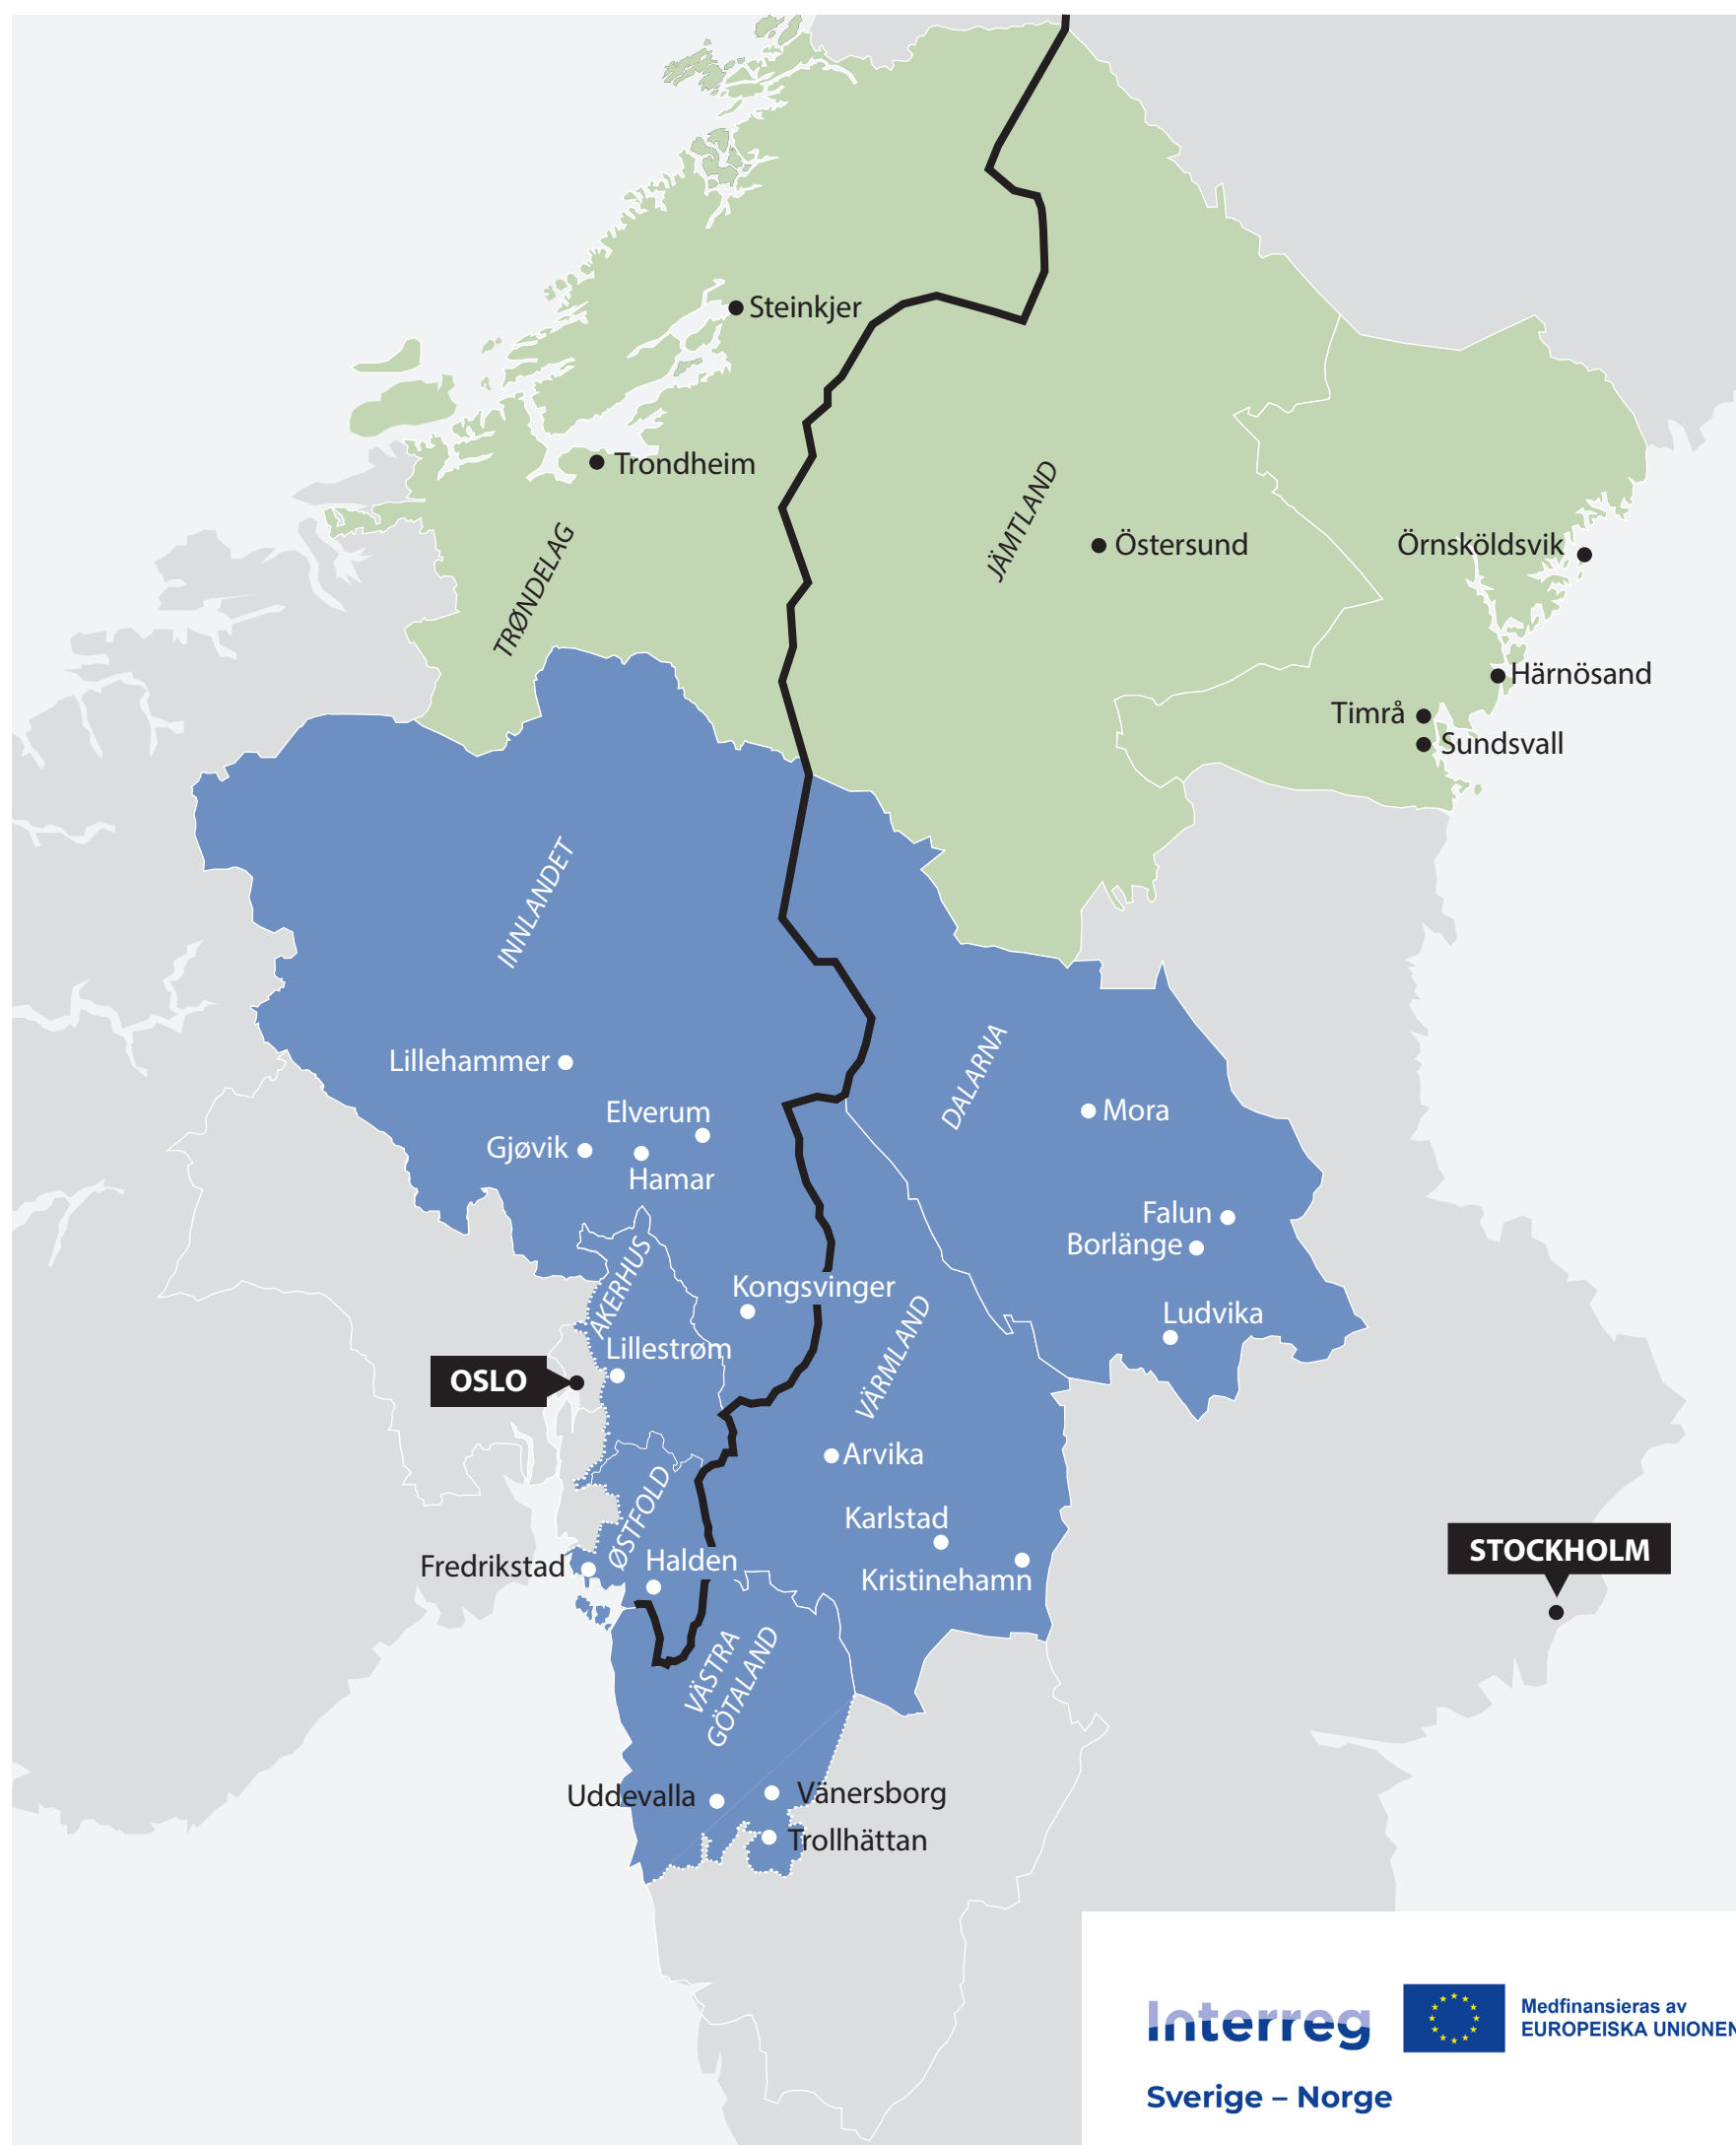 Steinkjer
Trondheim
TRØNDELAG
JÄMTLAND
Östersund
Örnsköldsvik
Härnösand
Timrå
Sundsvall
INNLANDET
Lillehammer
Elverum
Gjøvik
Hamar
DALARNA
Mora
Falun
Borlänge
Ludvika
AKERHUS
Kongsvinger
Lillestrøm
OSLO
VÄRMLAND
Arvika
Karlstad
Kristinehamn
ØSTFOLD
Fredrikstad
Halden
STOCKHOLM
VÄSTRA
GÖTALAND
Uddevalla
Vänersborg
Trollhättan
Interreg
Medfinansieras av
EUROPEISKA UNIONEN
Sverige – Norge